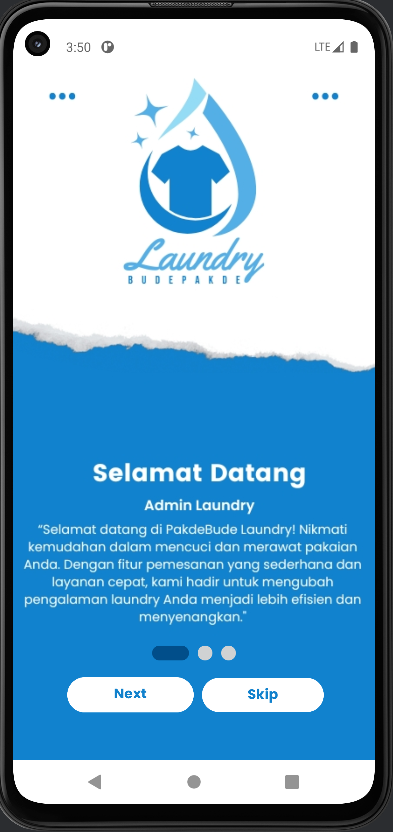 3:50
LTE
Laundry
BUDEPAKDE
Selamat Datang
Admin Laundry
“Selamat datang di PakdeBude Laundry! Nikmati
kemudahan dalam mencuci dan merawat pakaian
Anda. Dengan fitur pemesanan yang sederhana dan
layanan cepat, kami hadir untuk mengubah
pengalaman laundry Anda menjadi lebih efisien dan
menyenangkan."
Next
Skip